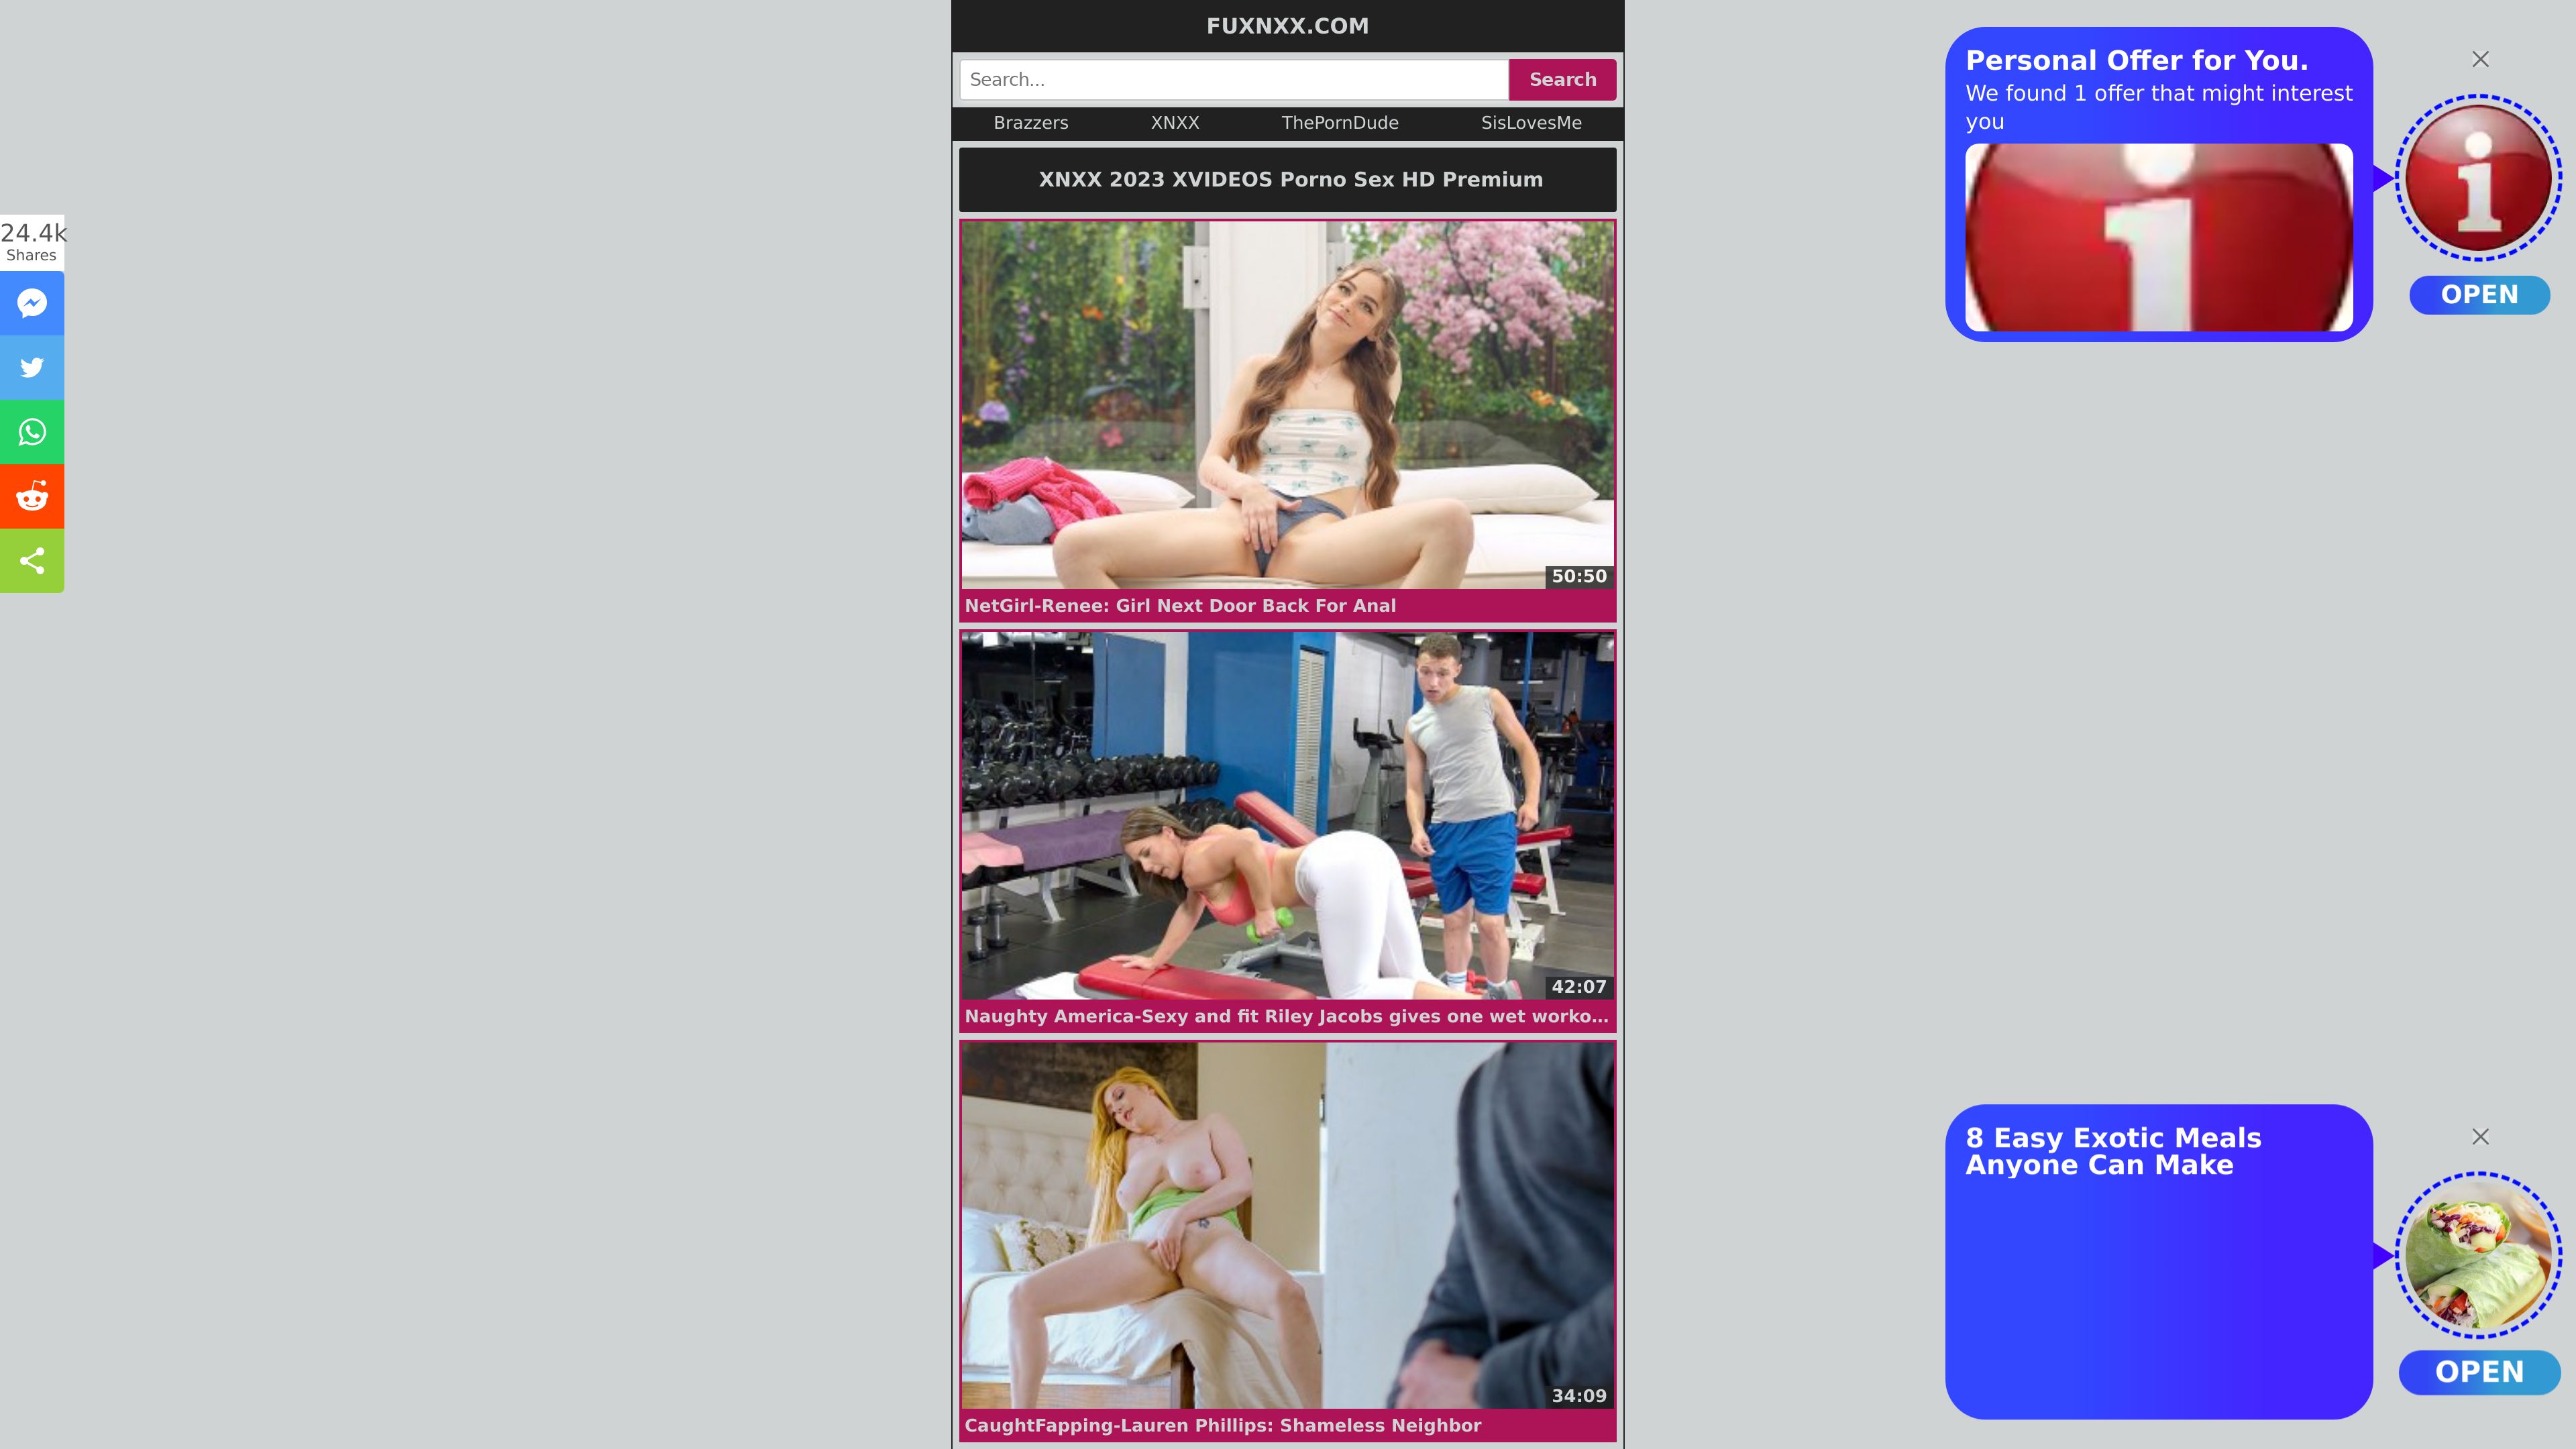 FUXNXX.COM
Search...
Search
Brazzers
XNXX
ThePornDude
SisLovesMe
XNXX 2023 XVIDEOS Porno Sex HD Premium
50:50
NetGirl-Renee: Girl Next Door Back For Anal
42:07
Naughty America-Sexy and fit Riley Jacobs gives one wet worko...
34:09
CaughtFapping-Lauren Phillips: Shameless Neighbor
24.4k
Shares
Personal Offer for You.
We found 1 offer that might interest
you
OPEN
8 Easy Exotic Meals
Anyone Can Make
OPEN